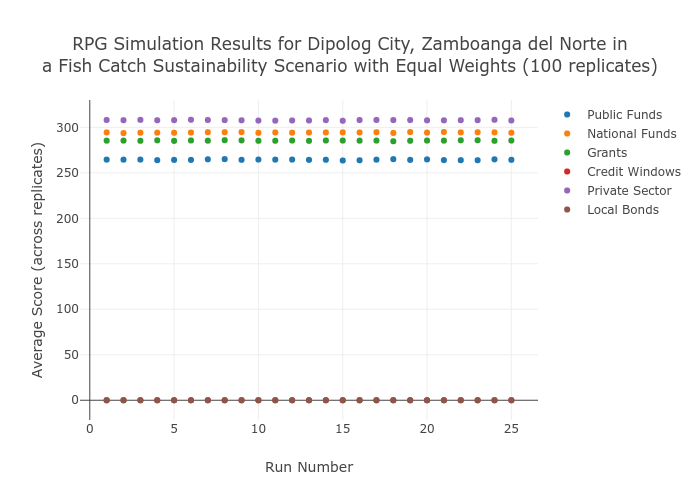 RPG Simulation Results for Dipolog City, Zamboanga del Norte in
a Fish Catch Sustainability Scenario with Equal Weights (100 replicates)
Public Funds
National Funds
Grants
Credit Windows
Private Sector
Local Bonds
Average Score (across replicates)
300
250
200
150
100
50
0
0 5 10 15 20 25
Run Number